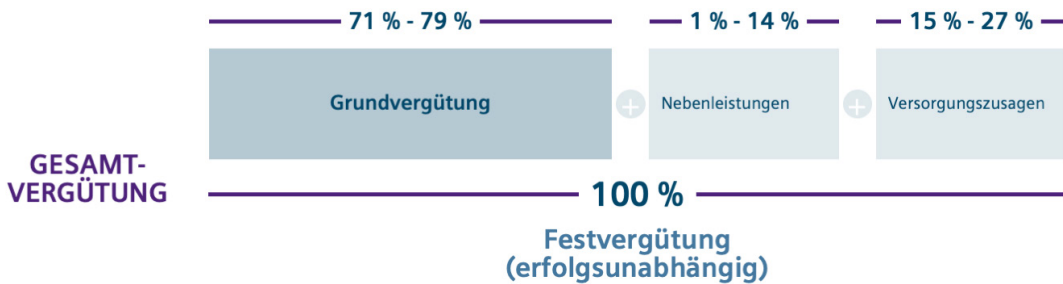 71 % - 79 %
1 % - 14 %
15 % - 27 %
Grundvergütung
+
Nebenleistungen
+
Versorgungszusagen
GESAMT-
VERGÜTUNG
100 %
Festvergütung
(erfolgsunabhängig)